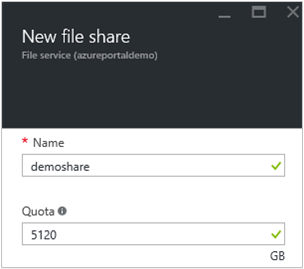 New file share
File service (azureportaldemo)
* Name
demoshare
Quota
5120
GB